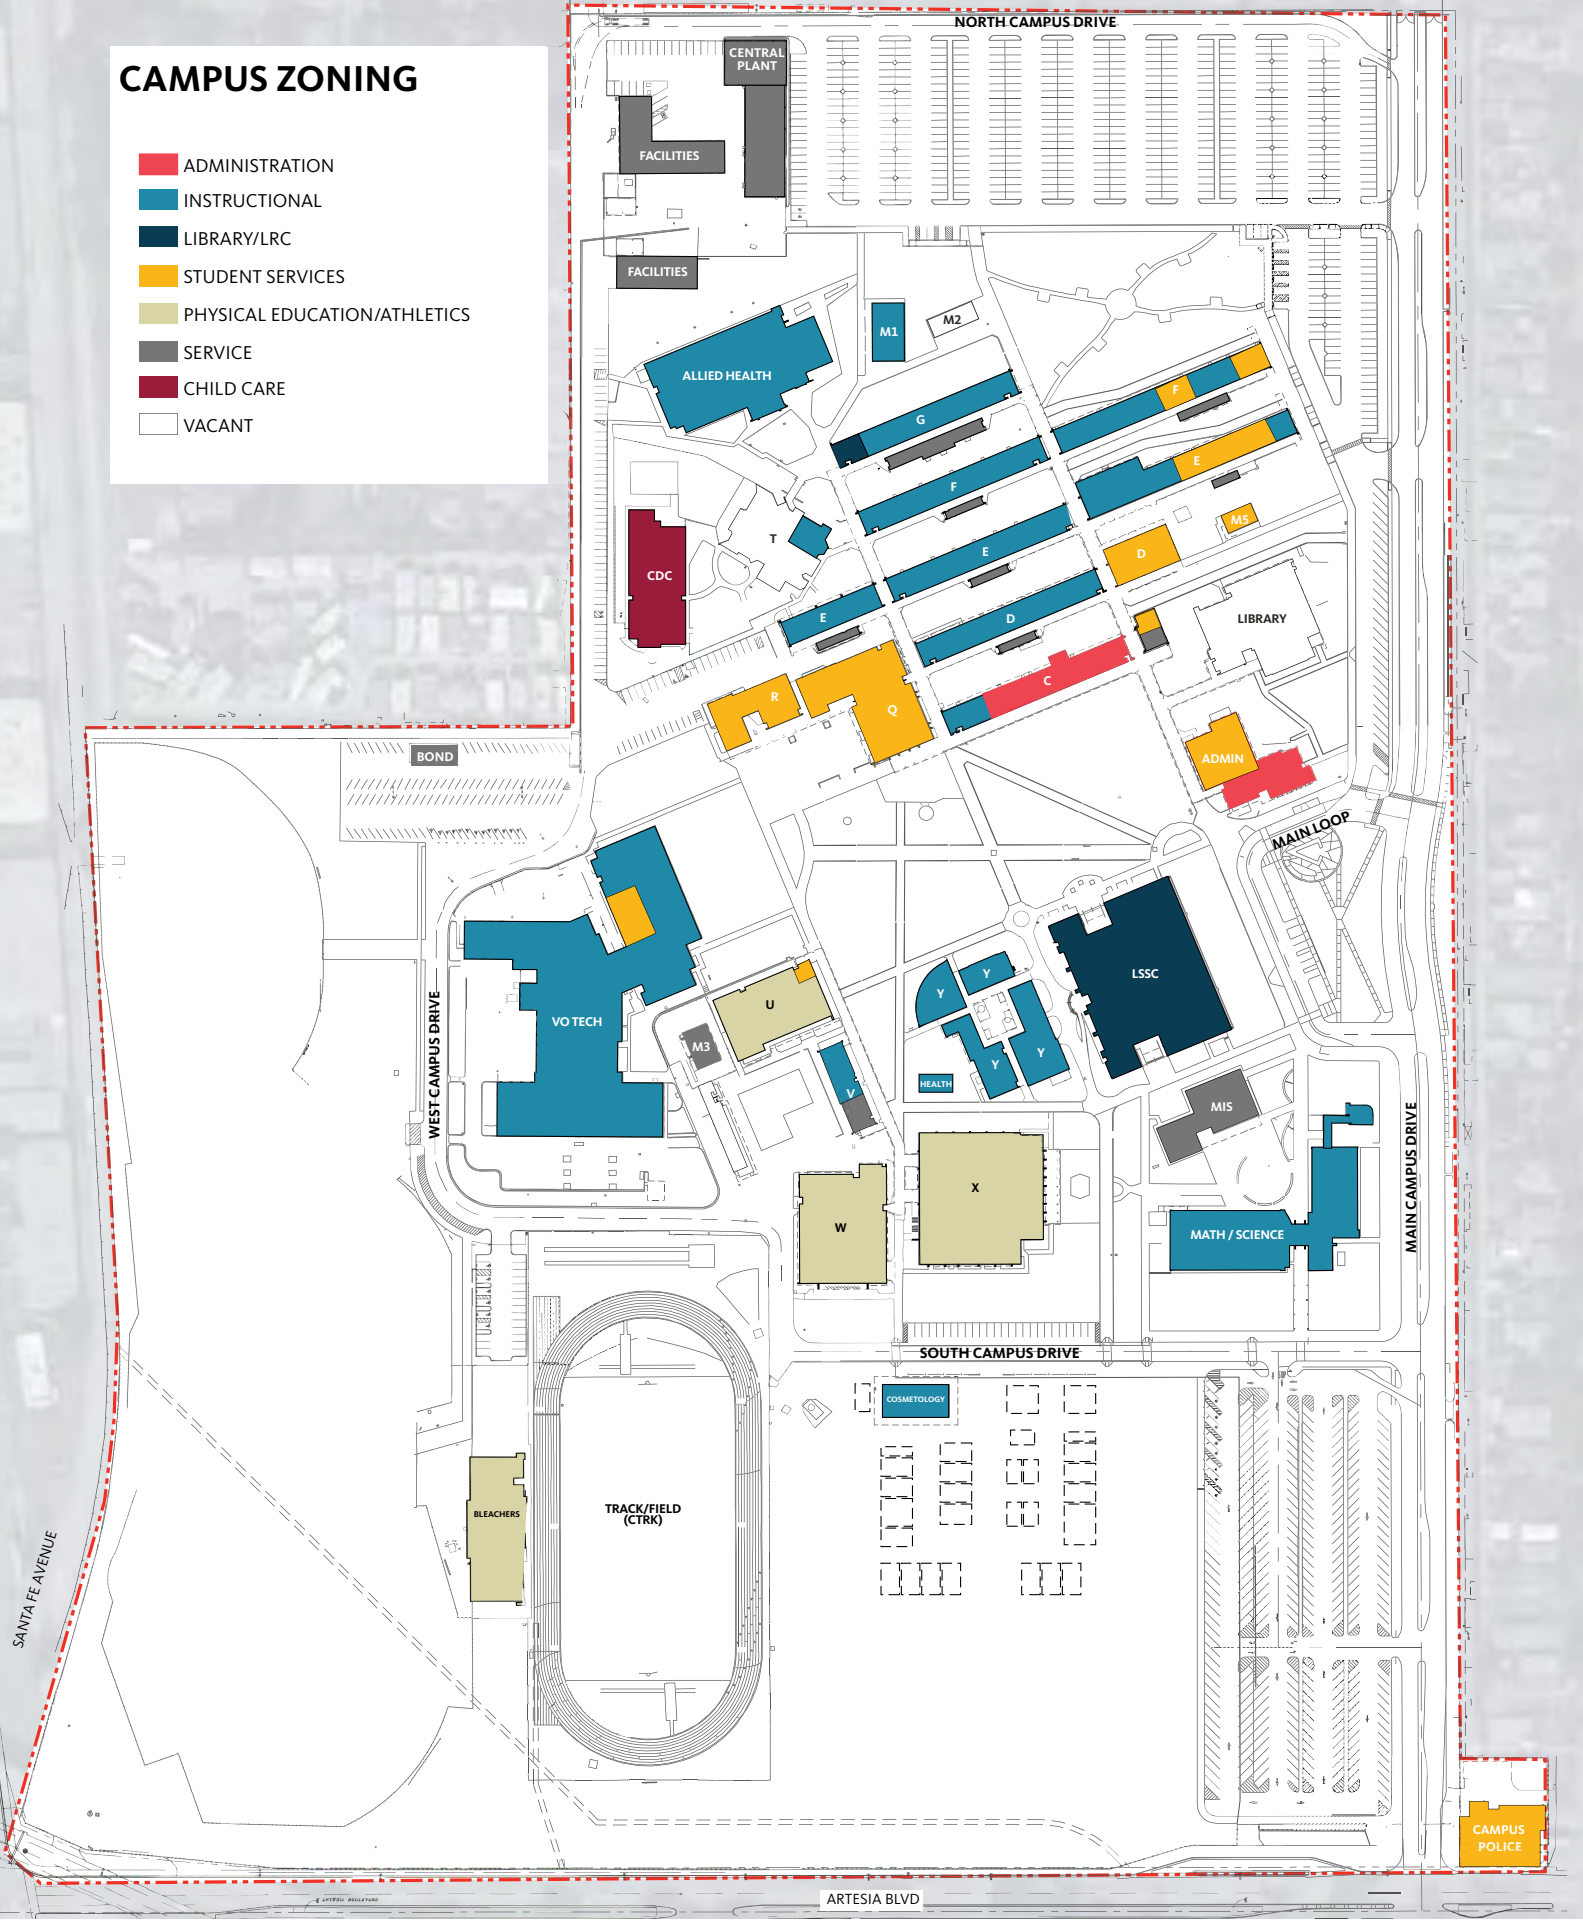 NORTH CAMPUS DRIVE
CAMPUS ZONING
ADMINISTRATION
INSTRUCTIONAL
LIBRARY/LRC
STUDENT SERVICES
PHYSICAL EDUCATION/ATHLETICS
SERVICE
CHILD CARE
VACANT
CENTRAL
PLANT
FACILITIES
FACILITIES
M1
M2
ALLIED HEALTH
F
G
E
F
M5
T
E
D
CDC
E
D
LIBRARY
C
R
Q
BOND
ADMIN
MAIN LOOP
LSSC
Y
Y
U
VO TECH
WEST CAMPUS DRIVE
M3
Y
Y
HEALTH
V
MIS
MAIN CAMPUS DRIVE
X
W
MATH / SCIENCE
SOUTH CAMPUS DRIVE
COSMETOLOGY
BLEACHERS
TRACK/FIELD
(CTRK)
SANTA FE AVENUE
CAMPUS
POLICE
ARTESIA BOULEVARD
ARTESIA BLVD